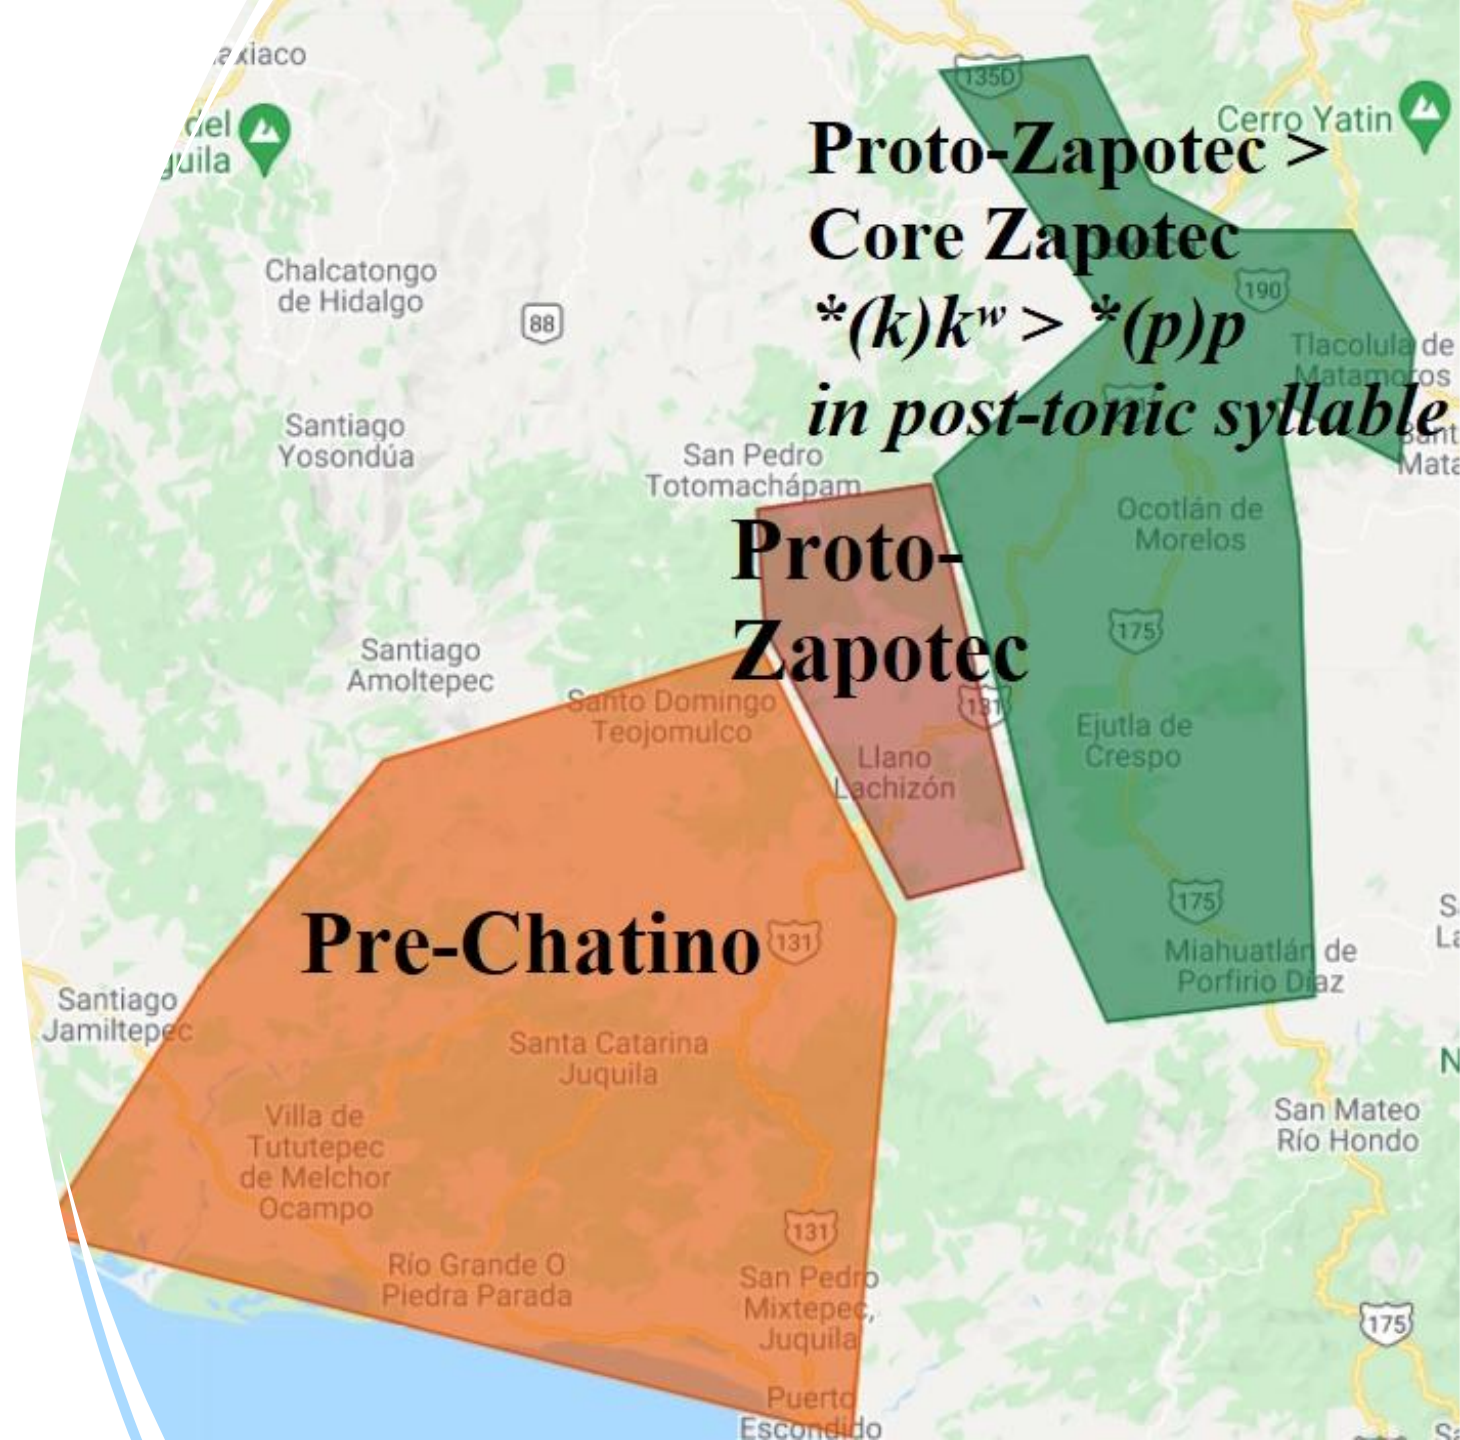 axiaco
135D
Cerro Yatin
del
guila
Proto-Zapotec >
Core Zapotec
*(k)kʷ > *(p)p
in post-tonic syllable
Chalcatongo
de Hidalgo
88
190
Tlacolula de
Matamoros
Santiago
Yosondúa
San Pedro
Totomachápam
Mata
Ocotlán de
Morelos
Proto-
Zapotec
175
Santiago
Amoltepec
Santo Domingo
Teojomulco
131
Ejutla de
Crespo
Llano
Lachizón
175
Pre-Chatino
131
Miahuatlán de
Porfirio Díaz
Santiago
Jamiltepec
Santa Catarina
Juquila
N
San Mateo
Río Hondo
Villa de
Tututepec
de Melchor
Ocampo
131
Río Grande O
Piedra Parada
San Pedro
Mixtepec,
Juquila
175
Puerto
Escondido